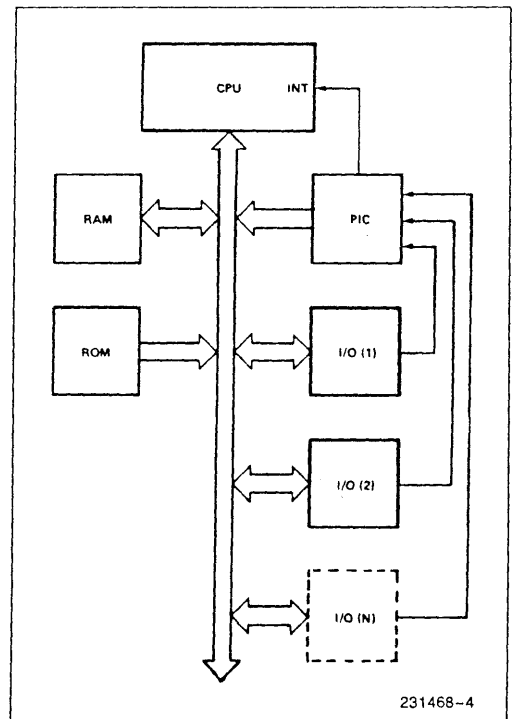 CPU INT
RAM
PIC
ROM
I/O (1)
I/O (2)
I/O (N)
231468-4